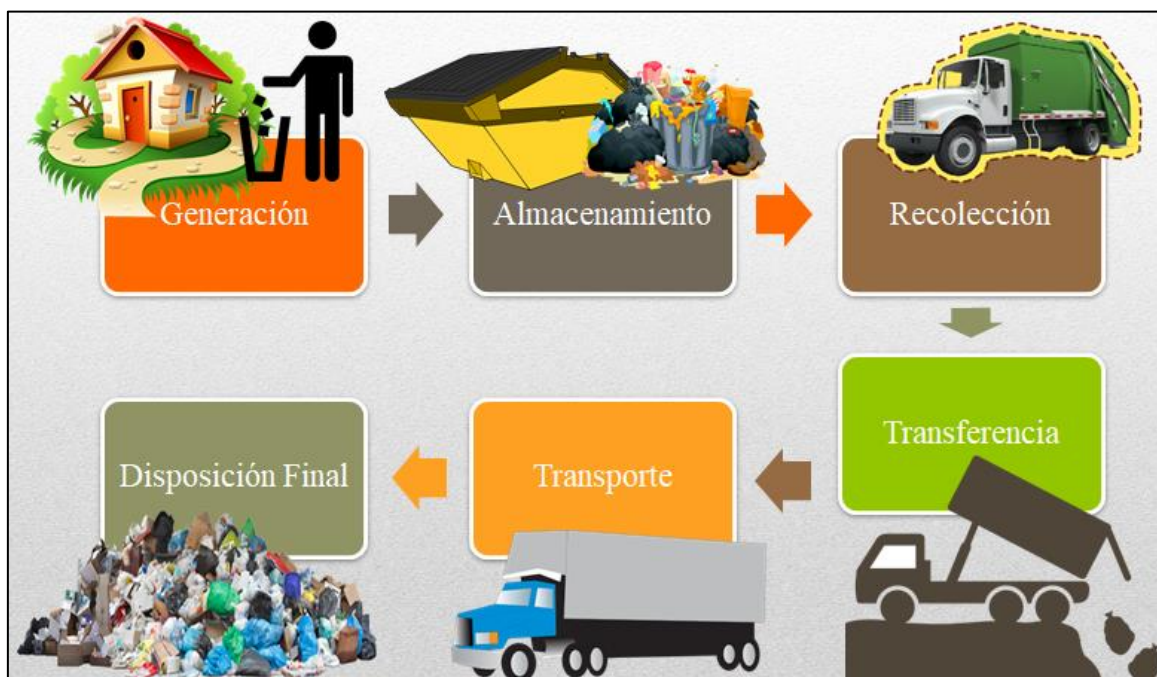 Generación
Almacenamiento
Recolección
Transferencia
Transporte
Disposición Final